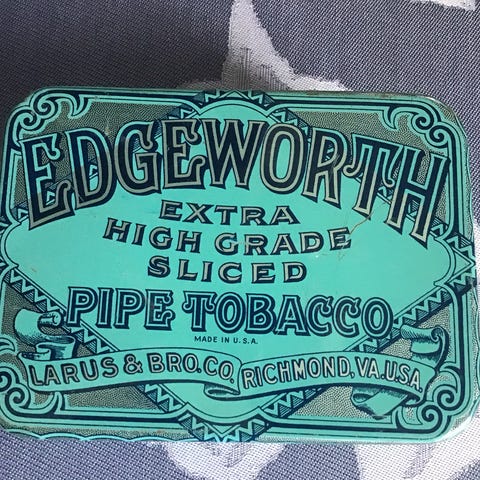 EDGEWORTH
EXTRA
HIGH GRADE
SLICED
PIPE TOBACCO
MADE IN U.S.A.
LARUS & BRO. CO. RICHMOND, VA. U.S.A.